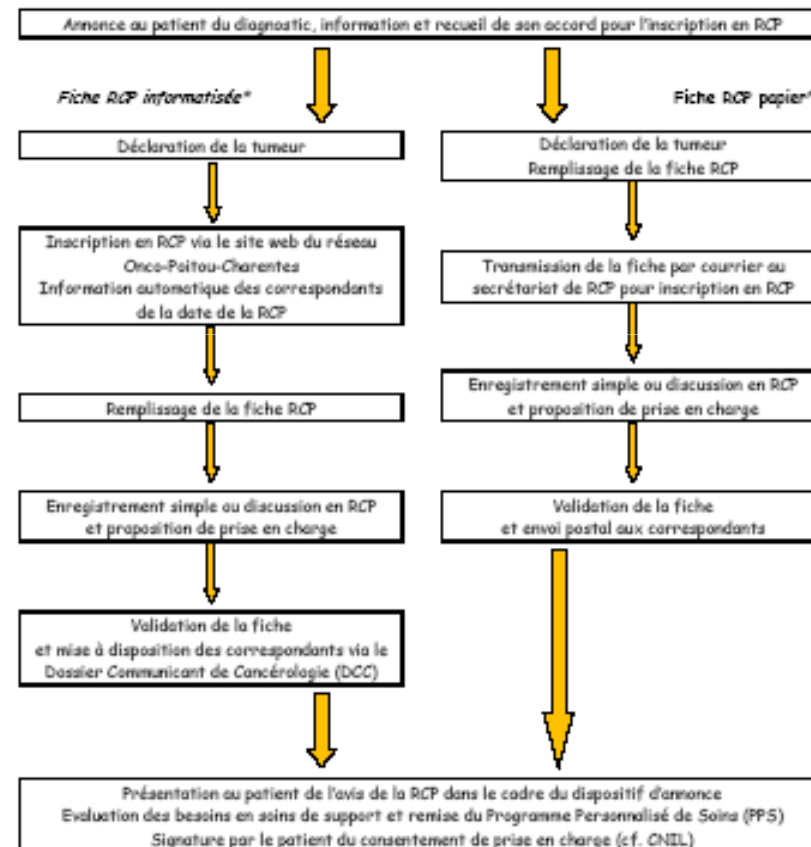 Annonce au patient du diagnostic, information et recueil de son accord pour l'inscription en RCP
Fiche RCP informatisée*
Déclaration de la tumeur
Inscription en RCP via le site web du réseau
Onco-Poitou-Charentes
Information automatique des correspondants
de la date de la RCP
Remplissage de la fiche RCP
Enregistrement simple ou discussion en RCP
et proposition de prise en charge
Validation de la fiche
et mise à disposition des correspondants via le
Dossier Communicant de Cancérologie (DCC)
Fiche RCP papier*
Déclaration de la tumeur
Remplissage de la fiche RCP
Transmission de la fiche par courrier au
secrétariat de RCP pour inscription en RCP
Enregistrement simple ou discussion en RCP
et proposition de prise en charge
Validation de la fiche
et envoi postal aux correspondants
Présentation au patient de l'avis de la RCP dans le cadre du dispositif d'annonce
Evaluation des besoins en soins de support et remise du Programme Personnalisé de Soins (PPS)
Signature par le patient du consentement de prise en charge (cf. CNIL)